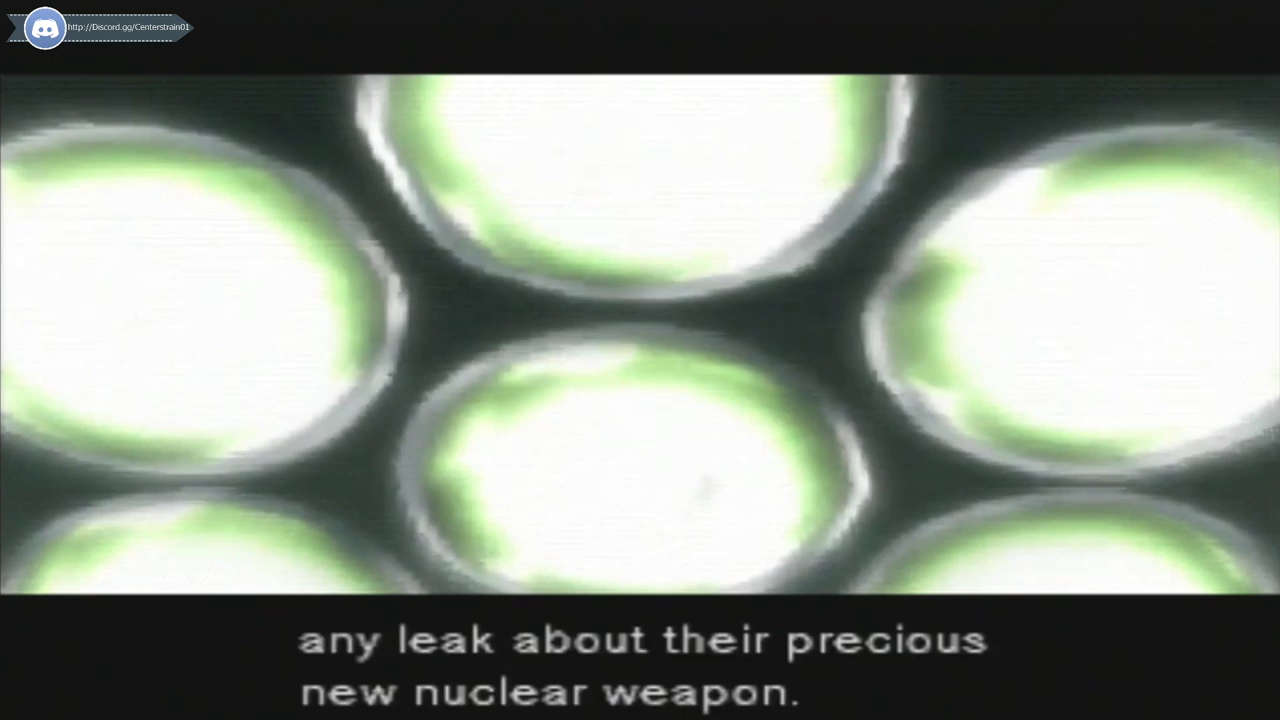 http://Discord.gg/Centerstrain01
any leak about their precious
new nuclear weapon.